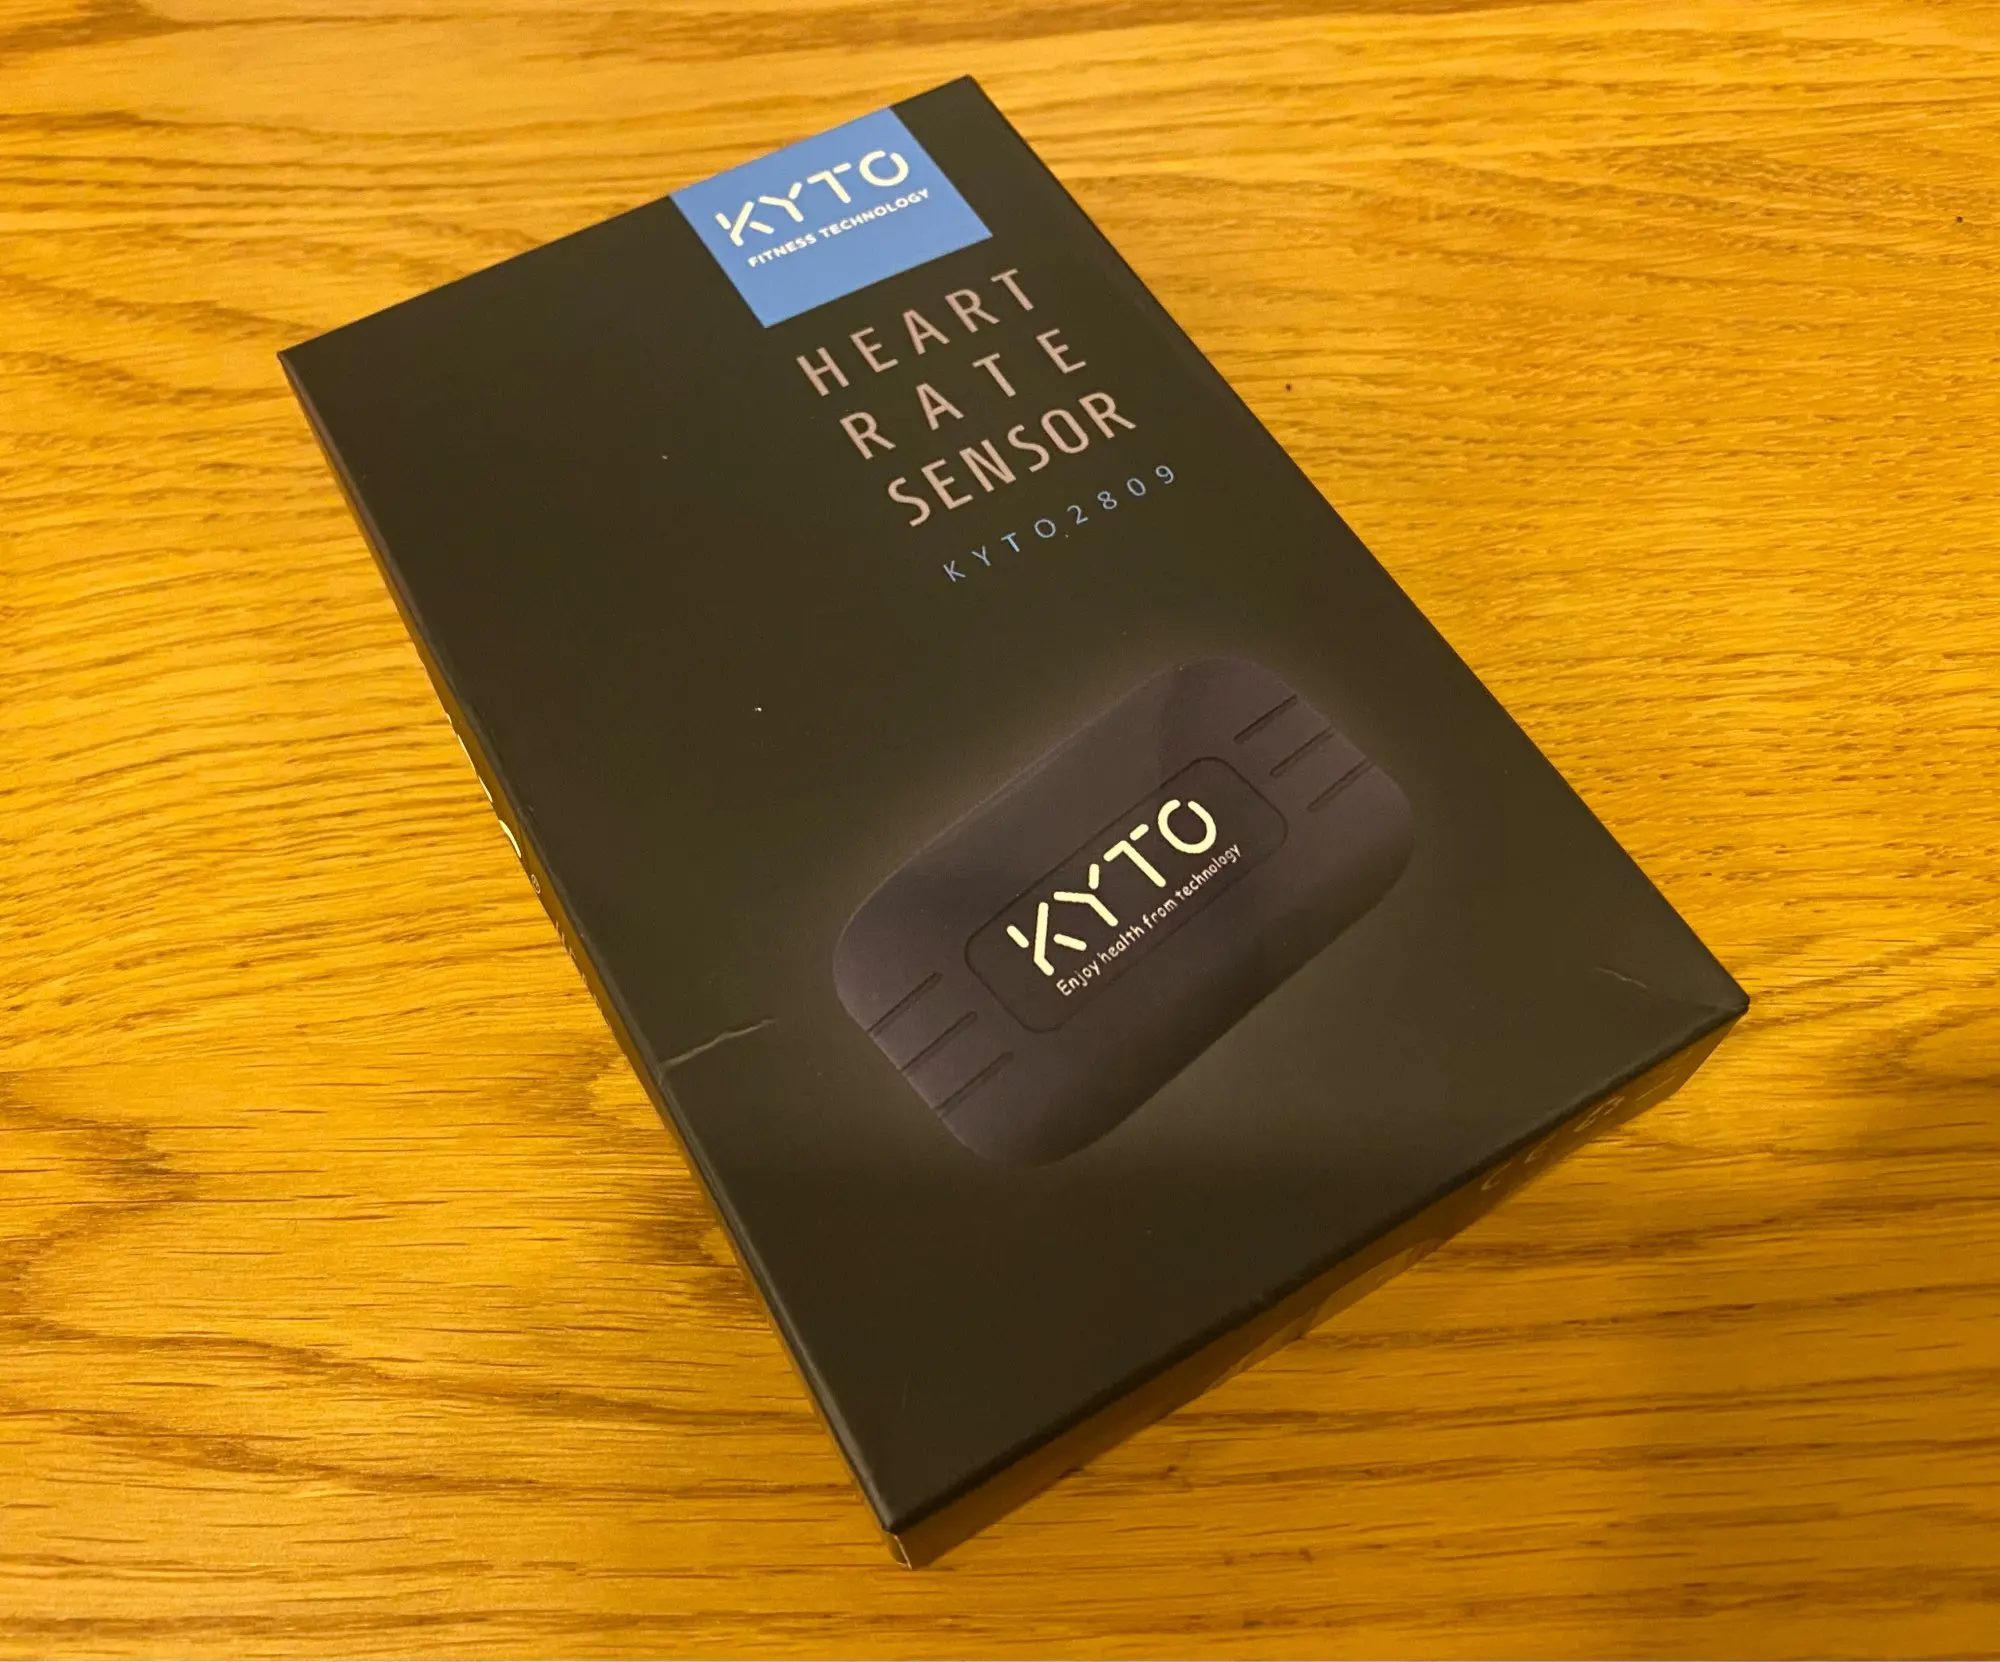 KYTO
FITNESS TECHNOLOGY
HEART
RATE
SENSOR
KYTO2809
KYTO
Enjoy health from technology